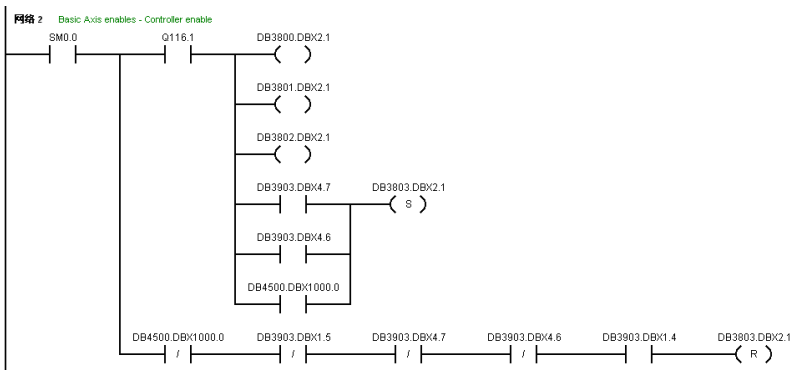 网络 2 Basic Axis enables - Controller enable
SM0.0 Q116.1 DB3800.DBX2.1
DB3801.DBX2.1
DB3802.DBX2.1
DB3903.DBX4.7 DB3803.DBX2.1
S
DB3903.DBX4.6
DB4500.DBX1000.0
DB4500.DBX1000.0 DB3903.DBX1.5 DB3903.DBX4.7 DB3903.DBX4.6 DB3903.DBX1.4 DB3803.DBX2.1
/ / / / R